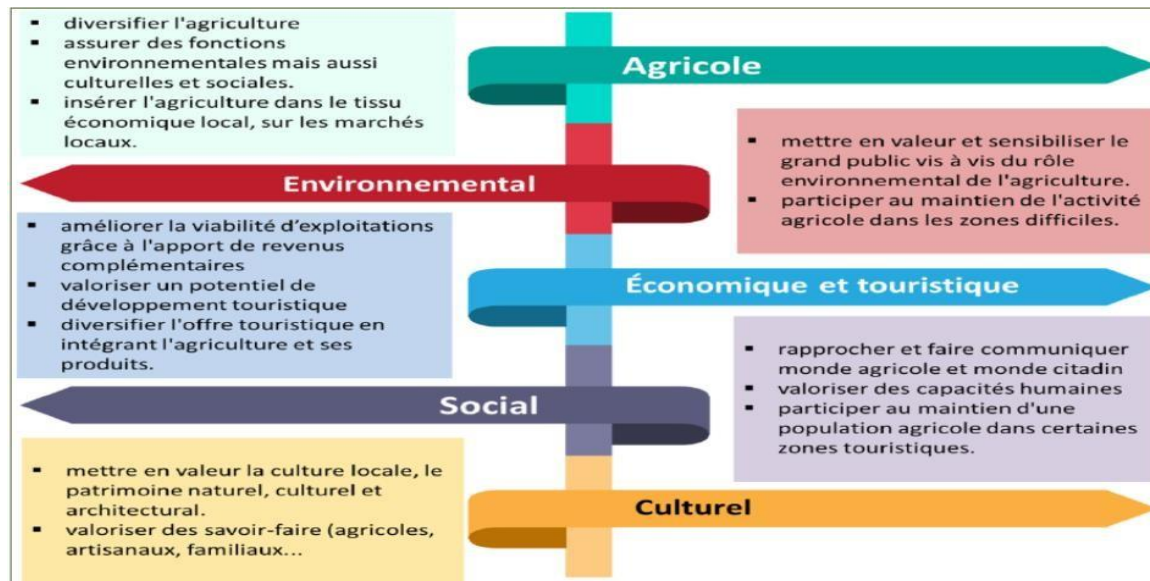 ▪ diversifier l'agriculture
▪ assurer des fonctions
environnementales mais aussi
culturelles et sociales.
▪ insérer l'agriculture dans le tissu
économique local, sur les marchés
locaux.
Agricole
Environnemental
▪ mettre en valeur et sensibiliser le
grand public vis à vis du rôle
environnemental de l'agriculture.
▪ participer au maintien de l'activité
agricole dans les zones difficiles.
▪ améliorer la viabilité d’exploitations
grâce à l'apport de revenus
complémentaires
▪ valoriser un potentiel de
développement touristique
▪ diversifier l'offre touristique en
intégrant l'agriculture et ses
produits.
Économique et touristique
Social
▪ rapprocher et faire communiquer
monde agricole et monde citadin
▪ valoriser des capacités humaines
▪ participer au maintien d'une
population agricole dans certaines
zones touristiques.
▪ mettre en valeur la culture locale, le
patrimoine naturel, culturel et
architectural.
▪ valoriser des savoir-faire (agricoles,
artisanaux, familiaux...
Culturel